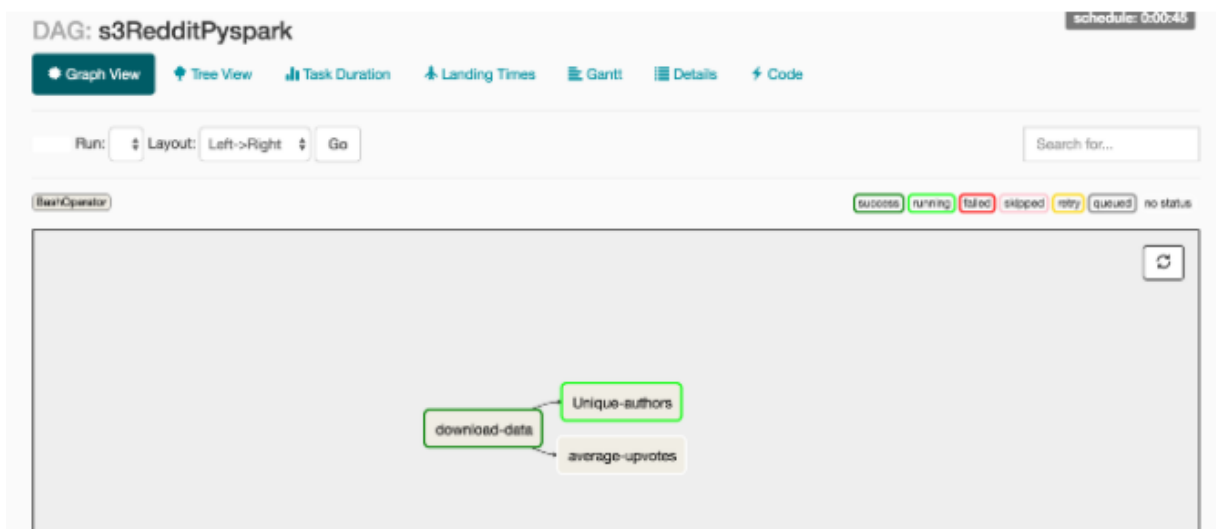 DAG: s3RedditPyspark
schedule: 0:00:45
Graph View Tree View Task Duration Landing Times Gantt Details Code
Run: Layout: Left->Right Go Search for...
BashOperator success running failed skipped retry queued no status
Unique-authors
download-data
average-upvotes